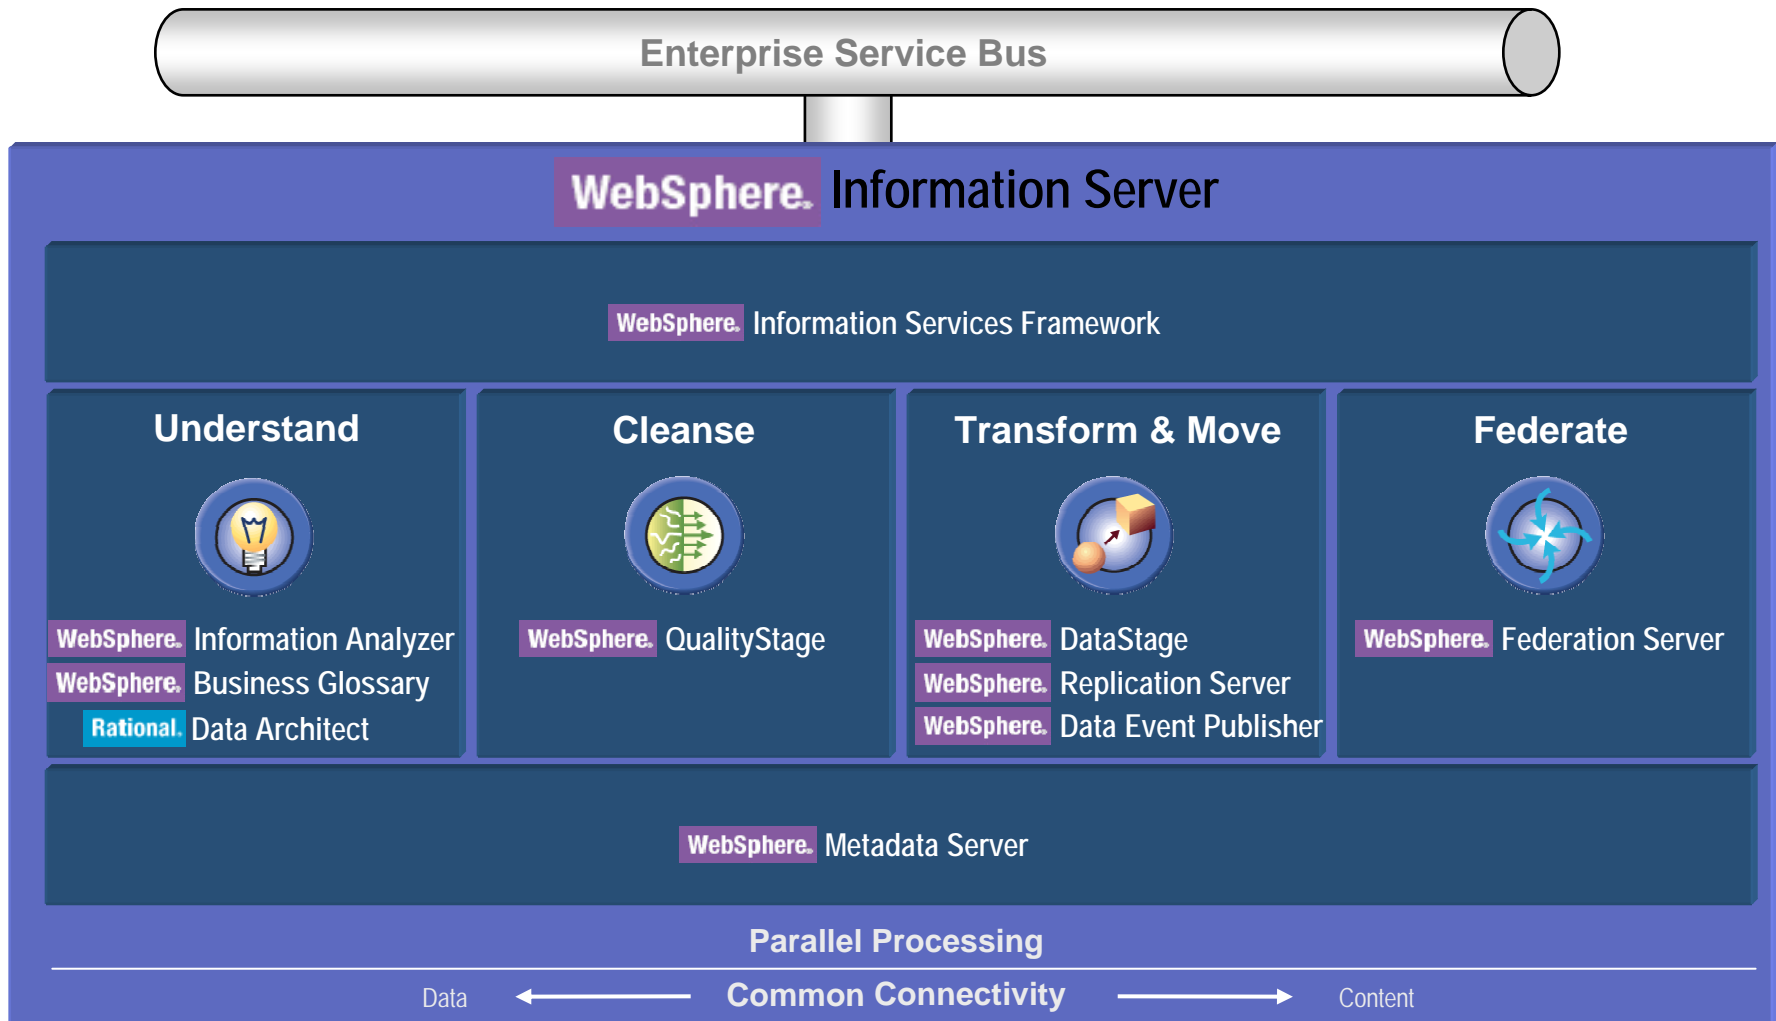 Enterprise Service Bus
WebSphere. Information Server
WebSphere. Information Services Framework
Understand
WebSphere. Information Analyzer
WebSphere. Business Glossary
Rational. Data Architect
Cleanse
WebSphere. QualityStage
Transform & Move
WebSphere. DataStage
WebSphere. Replication Server
WebSphere. Data Event Publisher
Federate
WebSphere. Federation Server
WebSphere. Metadata Server
Parallel Processing
Data Common Connectivity Content